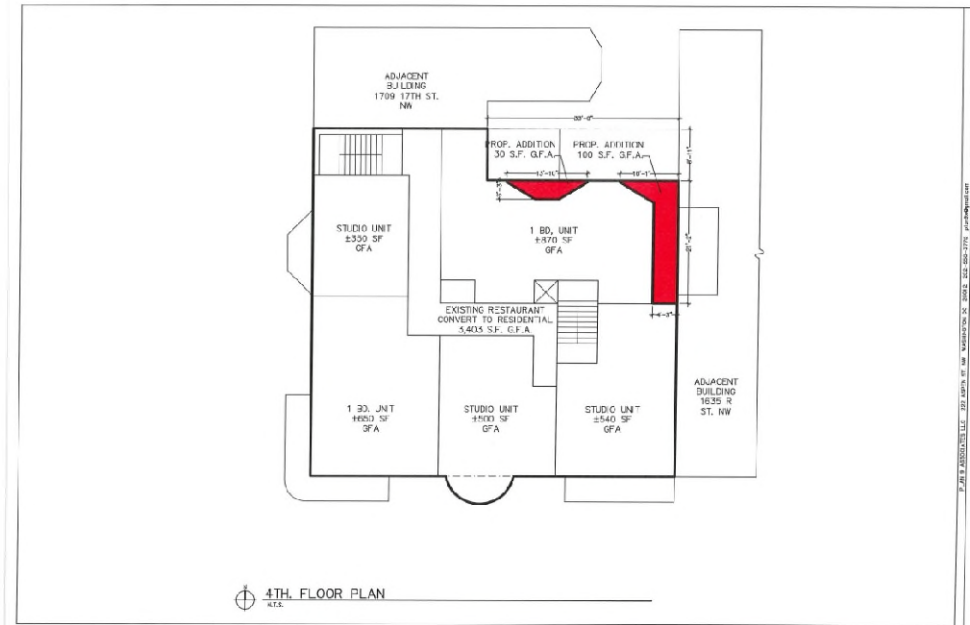 ADJACENT
BUILDING
1709 17TH ST.
NW
PROP. ADDITION
30 S.F. G.F.A.
PROP. ADDITION
100 S.F. G.F.A.
STUDIO UNIT
±350 SF
GFA
1 BD. UNIT
±870 SF
GFA
EXISTING RESTAURANT
CONVERT TO RESIDENTIAL
3,403 S.F. G.F.A.
1 BD. UNIT
±650 SF
GFA
STUDIO UNIT
±500 SF
GFA
STUDIO UNIT
±540 SF
GFA
ADJACENT
BUILDING
1635 R
ST. NW
4TH. FLOOR PLAN
N.T.S.